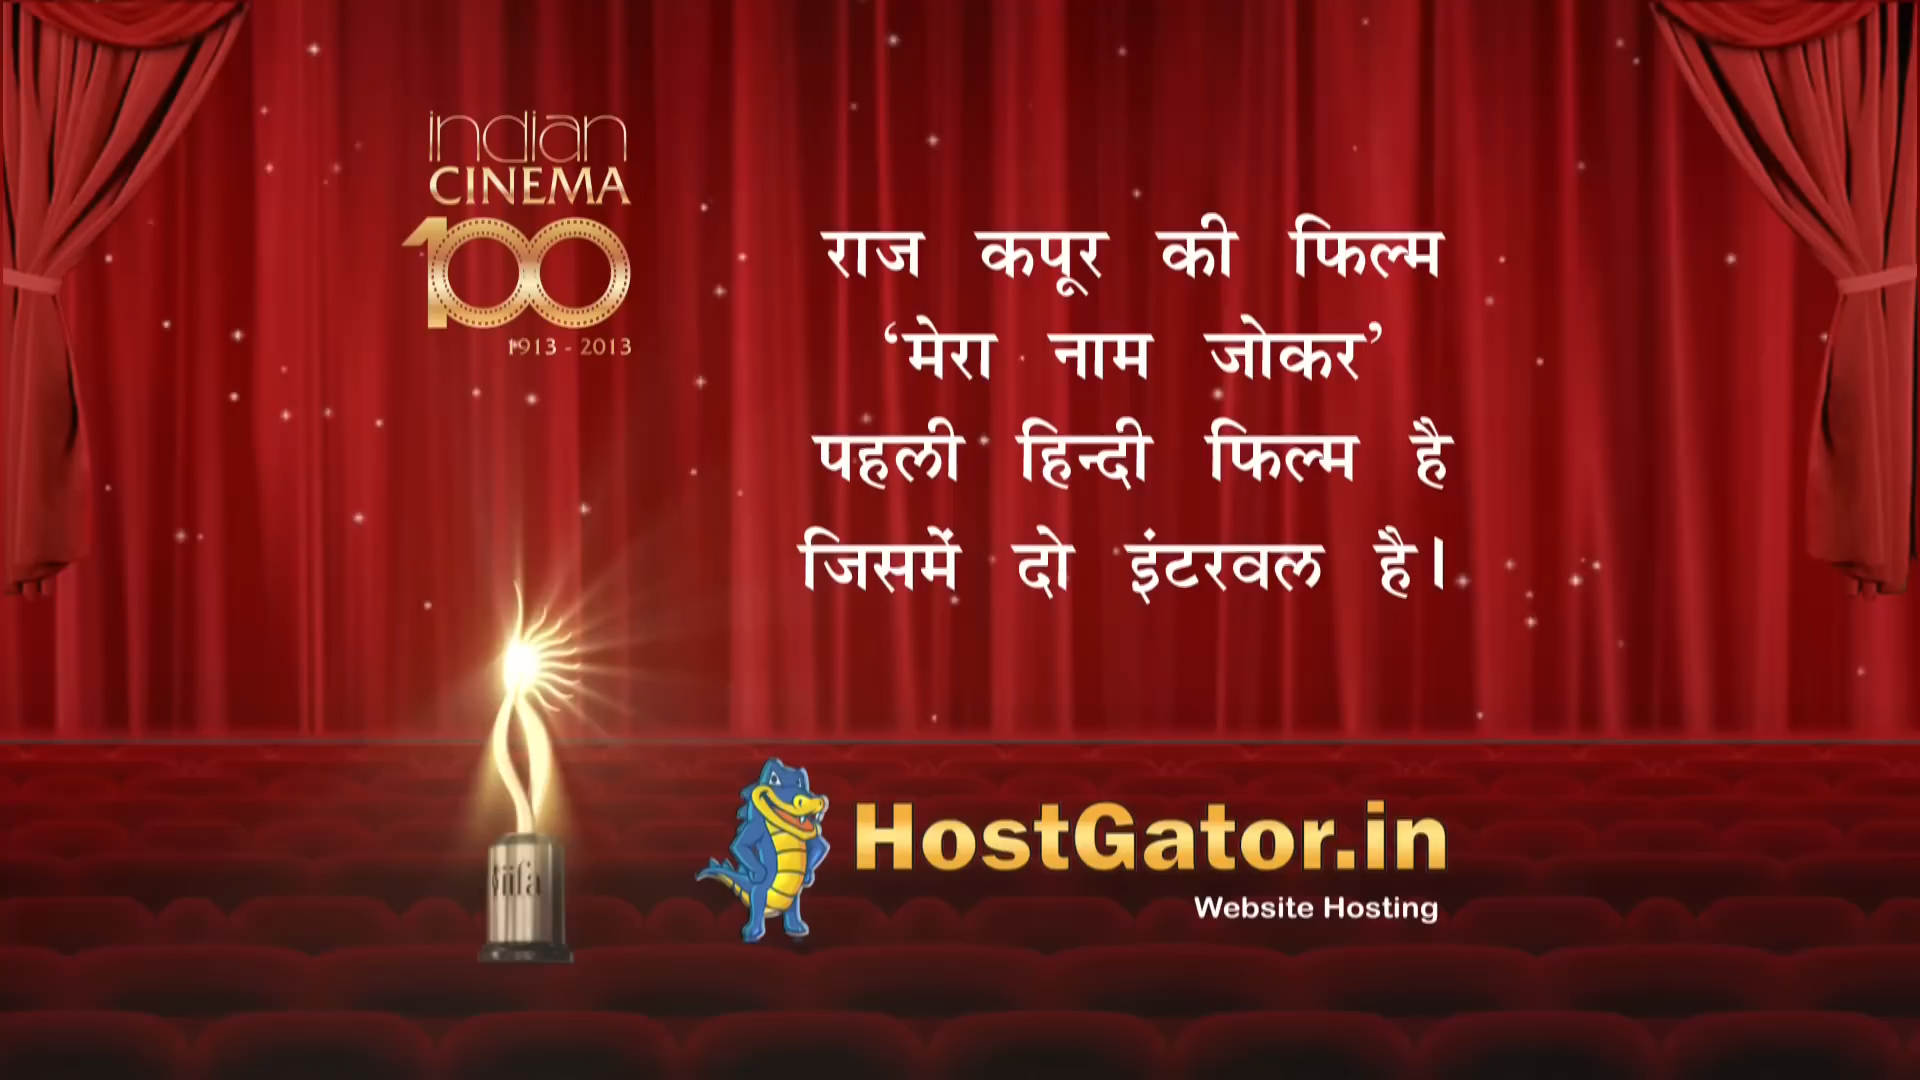 indian
CINEMA
100
1913 - 2013
राज कपूर की फिल्म
‘मेरा नाम जोकर’
पहली हिन्दी फिल्म है
जिसमें दो इंटरवल है।
iifa
HostGator.in
Website Hosting